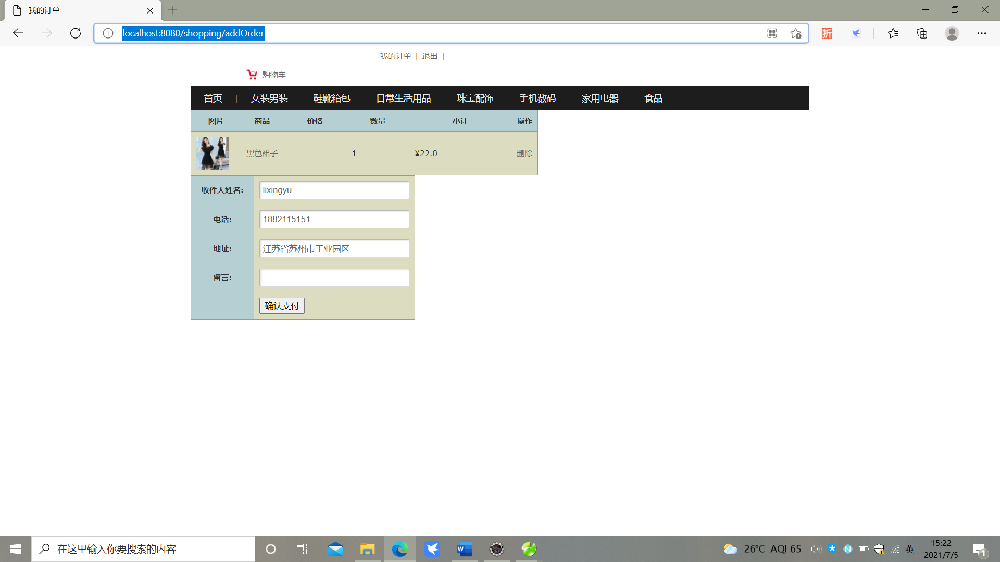 我的订单
localhost:8080/shopping/addOrder
折
我的订单 | 退出 |
购物车
首页 | 女装男装 鞋靴箱包 日常生活用品 珠宝配饰 手机数码 家用电器 食品
图片 商品 价格 数量 小计 操作
黑色裙子 1 ¥22.0 删除
收件人姓名: lixingyu
电话: 1882115151
地址: 江苏省苏州市工业园区
留言:
确认支付
在这里输入你要搜索的内容 26°C AQI 65 英
15:22
2021/7/5
1